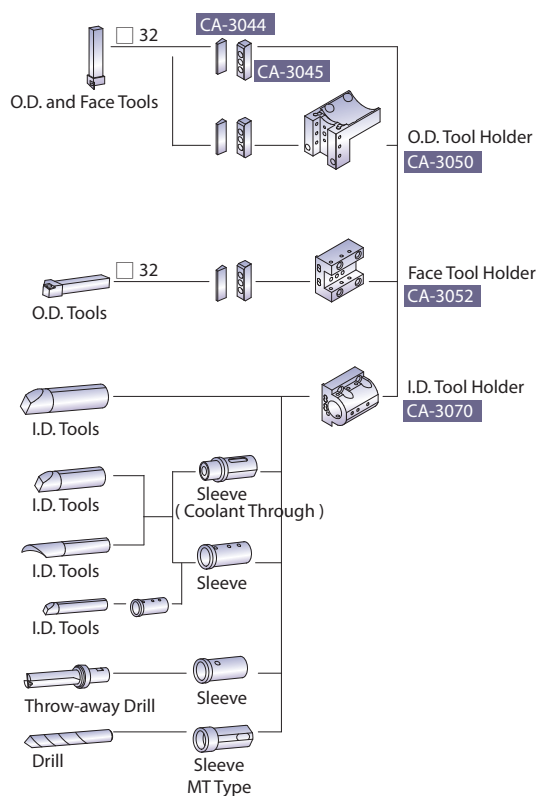 CA-3044
□ 32
CA-3045
O.D. and Face Tools
O.D. Tool Holder
CA-3050
□ 32
Face Tool Holder
CA-3052
O.D. Tools
I.D. Tool Holder
CA-3070
I.D. Tools
Sleeve
( Coolant Through )
I.D. Tools
I.D. Tools
Sleeve
I.D. Tools
Sleeve
Throw-away Drill
Drill
Sleeve
MT Type